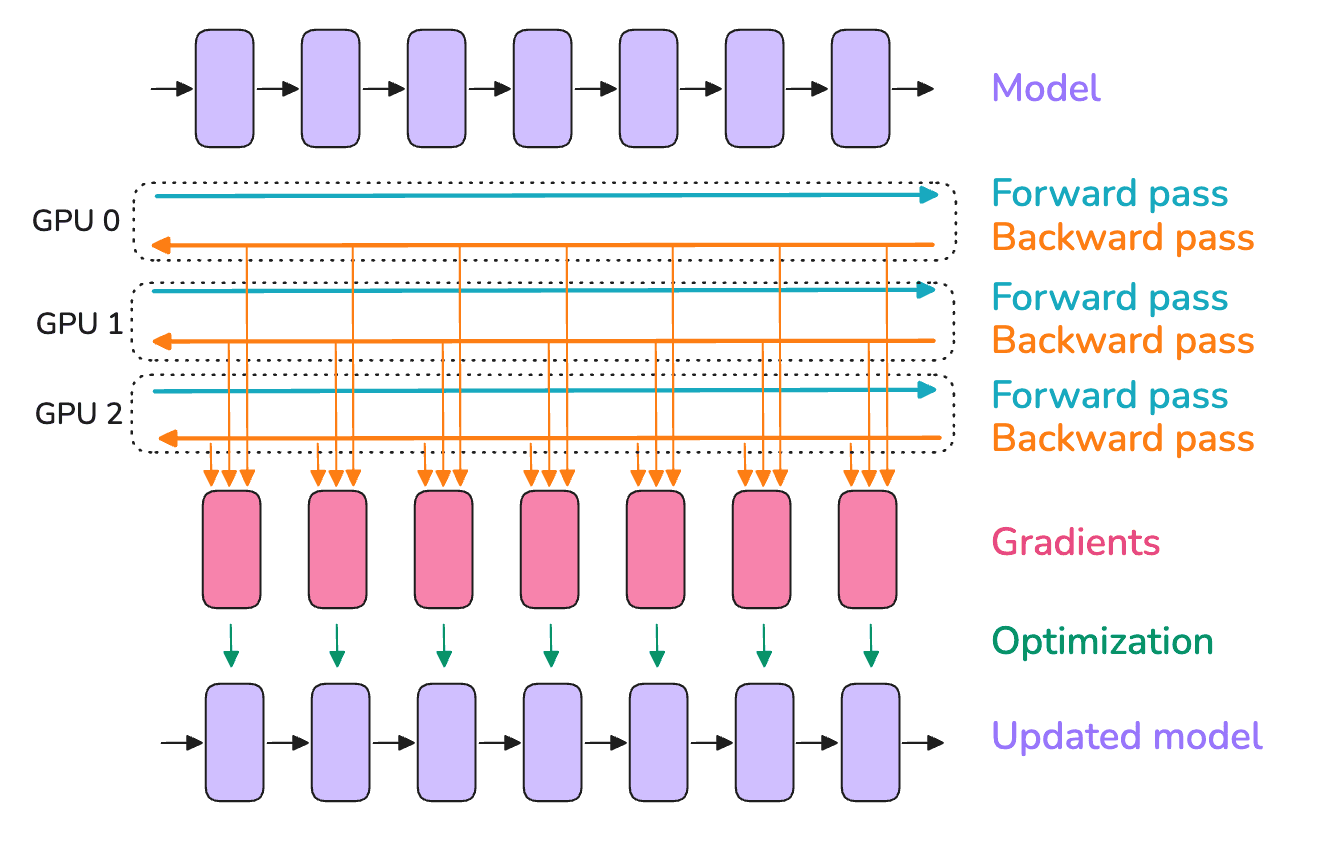 Model
GPU 0
Forward pass
Backward pass
GPU 1
Forward pass
Backward pass
GPU 2
Forward pass
Backward pass
Gradients
Optimization
Updated model